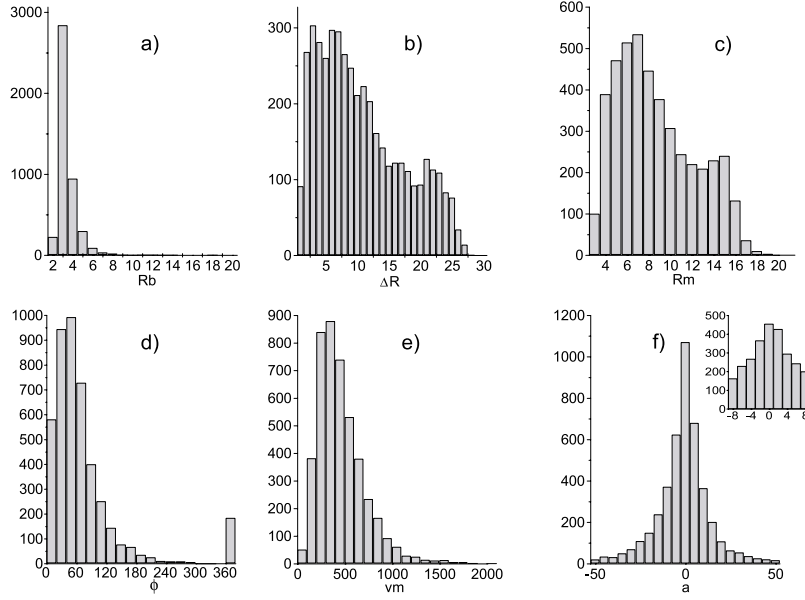 a)
3000
2000
1000
0
2 4 6 8 10 12 14 16 18 20
Rb
b)
300
200
100
0
5 10 15 20 25 30
ΔR
c)
600
500
400
300
200
100
0
4 6 8 10 12 14 16 18 20
Rm
d)
1000
900
800
700
600
500
400
300
200
100
0
0 60 120 180 240 300 360
ϕ
e)
900
800
700
600
500
400
300
200
100
0
0 500 1000 1500 2000
vm
f)
1200
1000
800
600
400
200
0
-50 0 50
a
500
400
300
200
100
0
-8 -4 0 4 8